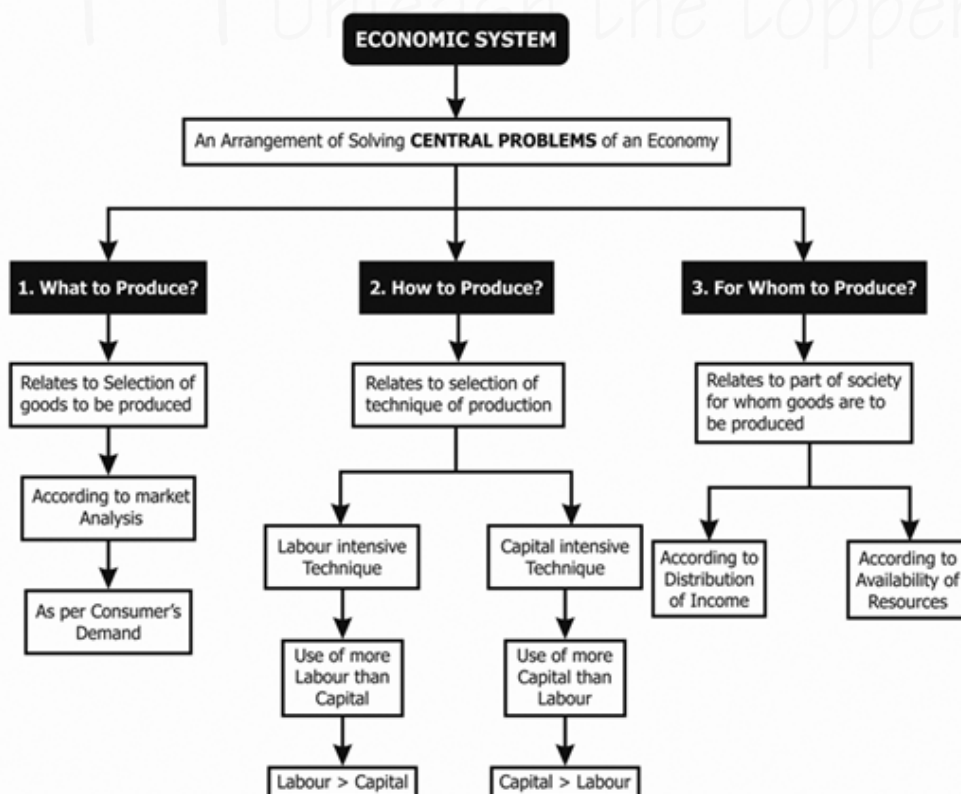 Unleash the topper
ECONOMIC SYSTEM
An Arrangement of Solving CENTRAL PROBLEMS of an Economy
1. What to Produce?
Relates to Selection of
goods to be produced
According to market
Analysis
As per Consumer's
Demand
2. How to Produce?
Relates to selection of
technique of production
Labour intensive
Technique
Use of more
Labour than
Capital
Labour > Capital
Capital intensive
Technique
Use of more
Capital than
Labour
Capital > Labour
3. For Whom to Produce?
Relates to part of society
for whom goods are to
be produced
According to
Distribution
of Income
According to
Availability of
Resources